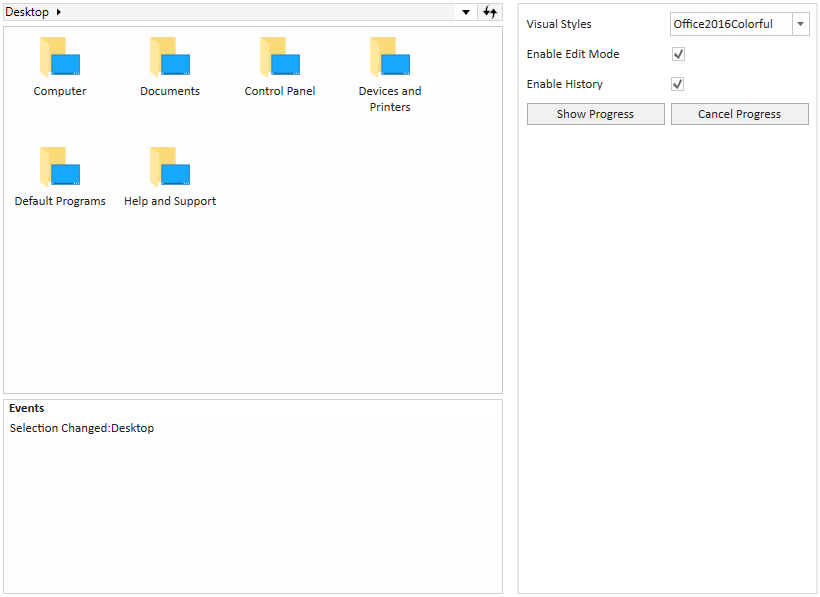 Desktop
Computer
Documents
Control Panel
Devices and
Printers
Default Programs
Help and Support
Events
Selection Changed:Desktop
Visual Styles
Office2016Colorful
Enable Edit Mode
Enable History
Show Progress
Cancel Progress